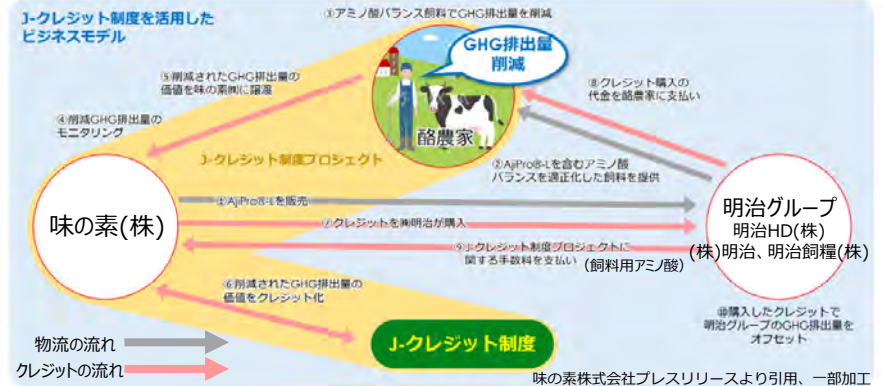 J-クレジット制度を活用した
ビジネスモデル
③アミノ酸バランス飼料でGHG排出量を削減
GHG排出量
削減
⑤削減されたGHG排出量の
価値を味の素㈱に譲渡
⑧クレジット購入の
代金を酪農家に支払い
④削減GHG排出量の
モニタリング
酪農家
J-クレジット制度プロジェクト
②AjiPro®-Lを含むアミノ酸
バランスを適正化した飼料を提供
味の素(株)
①AjiPro®-Lを販売
⑦クレジットを㈱明治が購入
⑨J-クレジット制度プロジェクトに
関する手数料を支払い
(飼料用アミノ酸)
明治グループ
明治HD(株)
(株)明治、明治飼糧(株)
⑥削減されたGHG排出量の
価値をクレジット化
⑩購入したクレジットで
明治グループのGHG排出量を
オフセット
J-クレジット制度
物流の流れ
クレジットの流れ
味の素株式会社プレスリリースより引用、一部加工